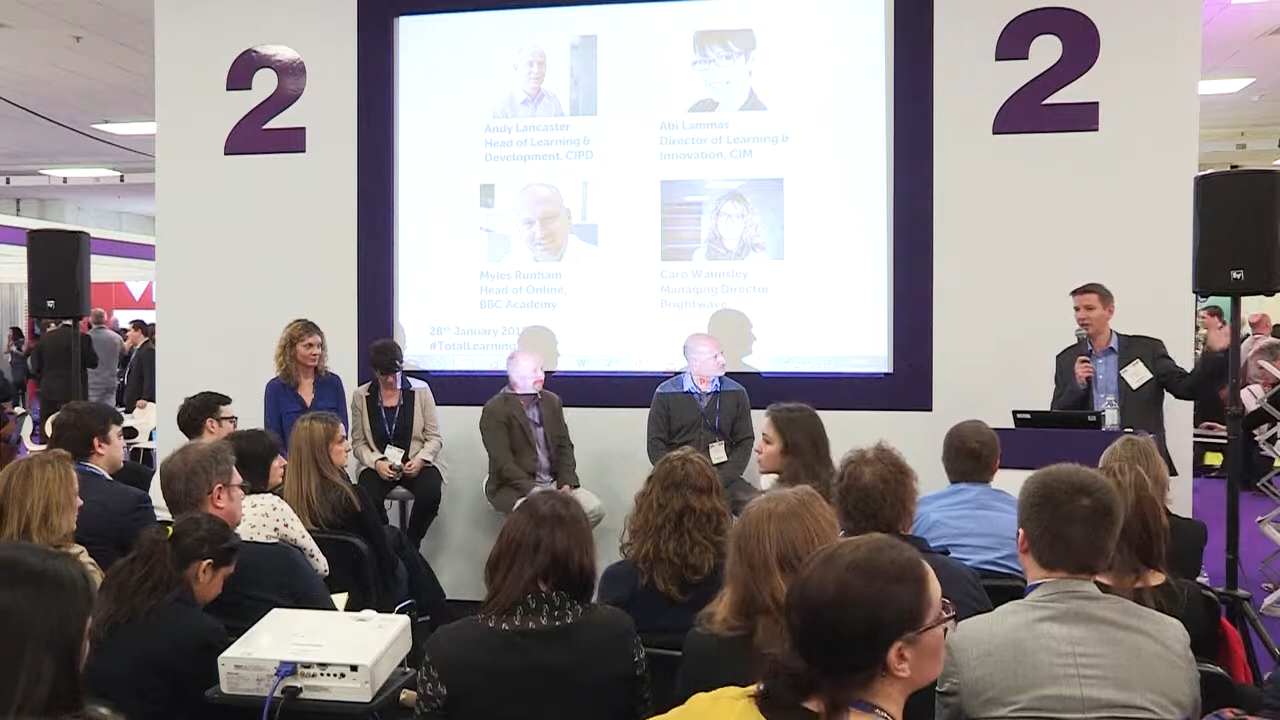 2
2
Andy Lancaster
Head of Learning &
Development, CIPD
Abi Lammas
Director of Learning &
Innovation, CIM
Myles Runham
Head of Online,
BBC Academy
Caro Walmsley
Managing Director
Brightwave
28th January
#TotalLearning